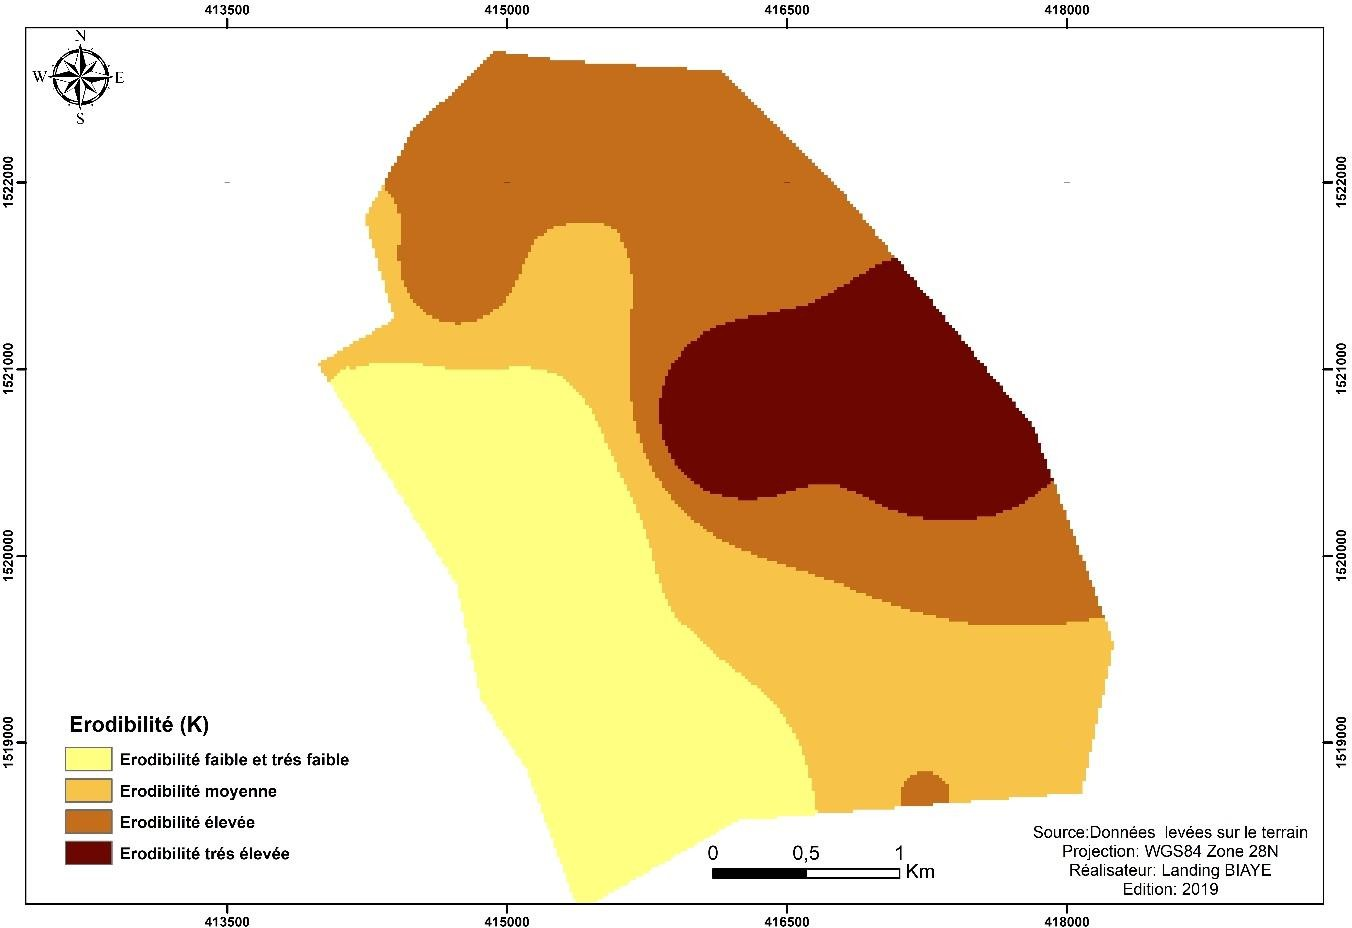 413500 415000 416500 418000
N
W E
S
1522000 1522000
1521000 1521000
1520000 1520000
1519000 1519000
Erodibilité (K)
Erodibilité faible et trés faible
Erodibilité moyenne
Erodibilité élevée
Erodibilité trés élevée
0 0,5 1
Km
Source:Données levées sur le terrain
Projection: WGS84 Zone 28N
Réalisateur: Landing BIAYE
Edition: 2019
413500 415000 416500 418000